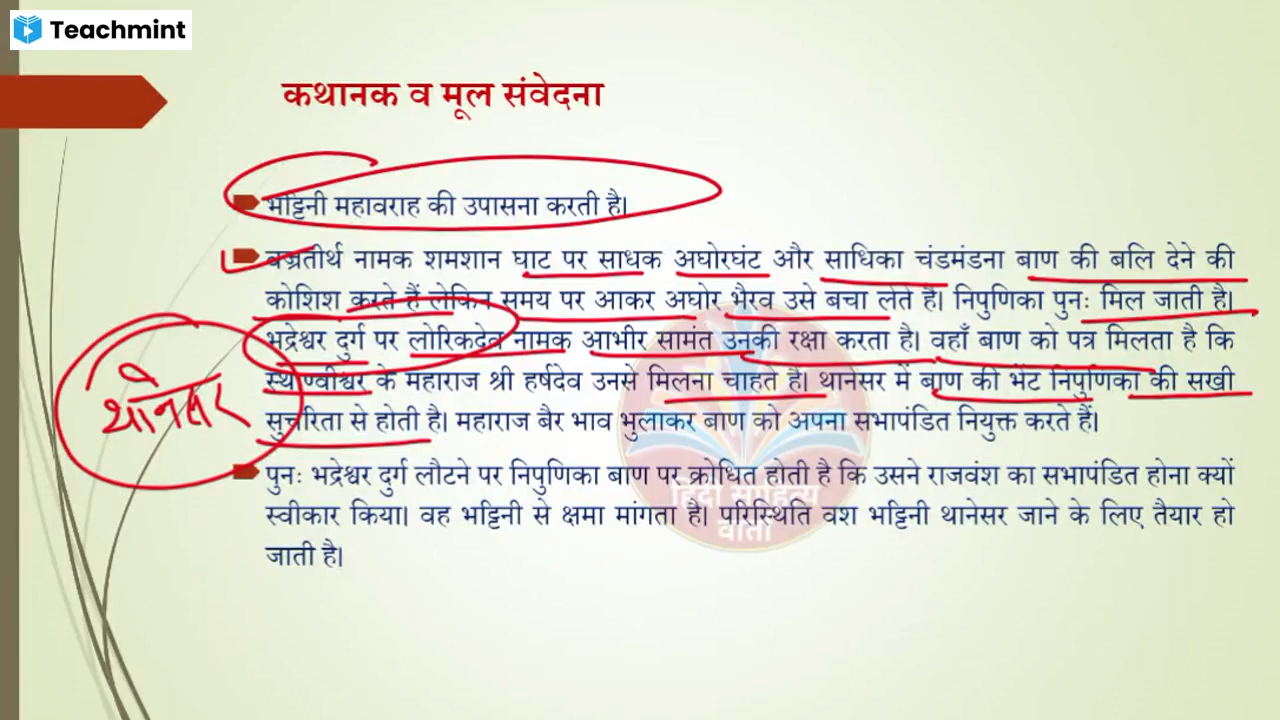 Teachmint
कथानक व मूल संवेदना
भट्टिनी महावराह की उपासना करती है।
वज्रतीर्थ नामक शमशान घाट पर साधक अघोरघंट और साधिका चंडमंडना बाण की बलि देने की
कोशिश करते हैं लेकिन समय पर आकर अघोर भैरव उसे बचा लेते है। निपुणिका पुनः मिल जाती है।
भद्रेश्वर दुर्ग पर लोरिकदेव नामक आभीर सामंत उनकी रक्षा करता है। वहाँ बाण को पत्र मिलता है कि
स्थाण्वीश्वर के महाराज श्री हर्षदेव उनसे मिलना चाहते है। थानेसर में बाण की भेंट निपुणिका की सखी
थानेसर
सुचरिता से होती है। महाराज बैर भाव भुलाकर बाण को अपना सभापंडित नियुक्त करते हैं।
पुनः भद्रेश्वर दुर्ग लौटने पर निपुणिका बाण पर क्रोधित होती है कि उसने राजवंश का सभापंडित होना क्यों
स्वीकार किया। वह भट्टिनी से क्षमा मांगता है। परिस्थिति वश भट्टिनी थानेसर जाने के लिए तैयार हो
जाती है।
हिंदी साहित्य
वार्ता